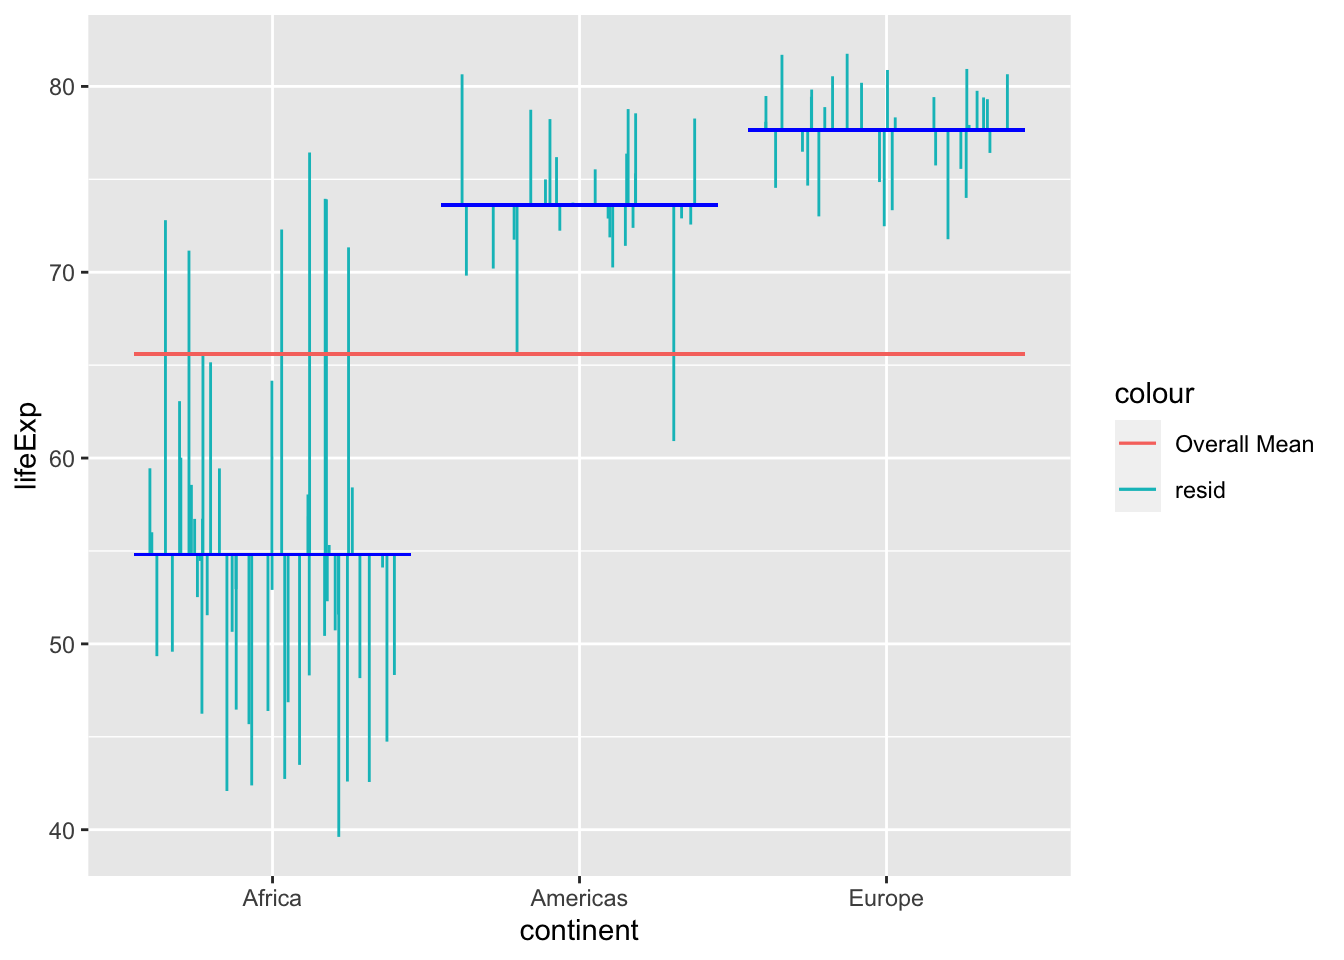 80
70
60
50
40
lifeExp
Africa
Americas
Europe
continent
colour
Overall Mean
resid